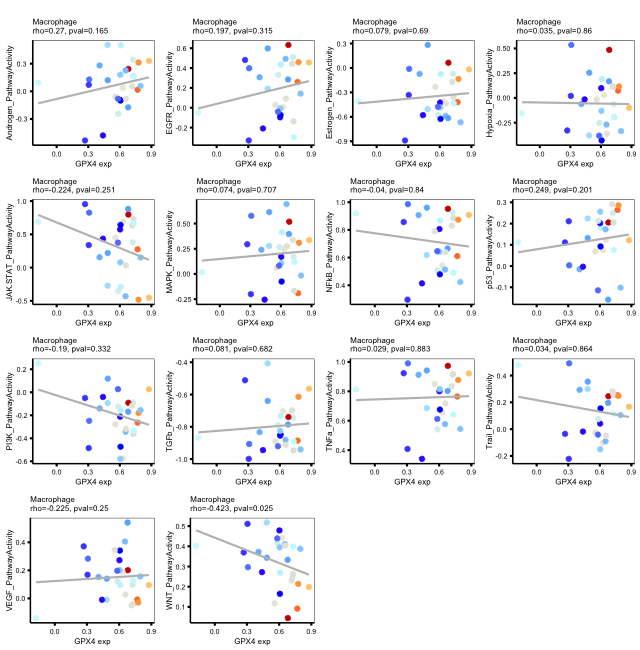 Macrophage
rho=0.27, pval=0.165
Androgen_PathwayActivity
0.3
0.0
-0.3
0.0
0.3
0.6
0.9
GPX4 exp
Macrophage
rho=0.197, pval=0.315
EGFR_PathwayActivity
0.6
0.4
0.2
0.0
-0.2
0.0
0.3
0.6
0.9
GPX4 exp
Macrophage
rho=0.079, pval=0.69
Estrogen_PathwayActivity
0.3
0.0
-0.3
-0.6
-0.9
0.0
0.3
0.6
0.9
GPX4 exp
Macrophage
rho=0.035, pval=0.86
Hypoxia_PathwayActivity
0.50
0.25
0.00
-0.25
0.0
0.3
0.6
0.9
GPX4 exp
Macrophage
rho=-0.224, pval=0.251
JAK.STAT_PathwayActivity
1.0
0.5
0.0
-0.5
0.0
0.3
0.6
0.9
GPX4 exp
Macrophage
rho=0.074, pval=0.707
MAPK_PathwayActivity
0.50
0.25
0.00
-0.25
0.0
0.3
0.6
0.9
GPX4 exp
Macrophage
rho=-0.04, pval=0.84
NFkB_PathwayActivity
1.0
0.8
0.6
0.4
0.0
0.3
0.6
0.9
GPX4 exp
Macrophage
rho=0.249, pval=0.201
p53_PathwayActivity
0.3
0.2
0.1
0.0
-0.1
0.0
0.3
0.6
0.9
GPX4 exp
Macrophage
rho=-0.19, pval=0.332
PI3K_PathwayActivity
0.2
0.0
-0.2
-0.4
-0.6
0.0
0.3
0.6
0.9
GPX4 exp
Macrophage
rho=0.081, pval=0.682
TGFb_PathwayActivity
-0.4
-0.6
-0.8
-1.0
0.0
0.3
0.6
0.9
GPX4 exp
Macrophage
rho=0.029, pval=0.883
TNFa_PathwayActivity
1.0
0.8
0.6
0.4
0.0
0.3
0.6
0.9
GPX4 exp
Macrophage
rho=0.034, pval=0.864
Trail_PathwayActivity
0.4
0.2
0.0
-0.2
0.0
0.3
0.6
0.9
GPX4 exp
Macrophage
rho=-0.225, pval=0.25
VEGF_PathwayActivity
0.4
0.2
0.0
0.0
0.3
0.6
0.9
GPX4 exp
Macrophage
rho=-0.423, pval=0.025
WNT_PathwayActivity
0.5
0.4
0.3
0.2
0.1
0.0
0.3
0.6
0.9
GPX4 exp